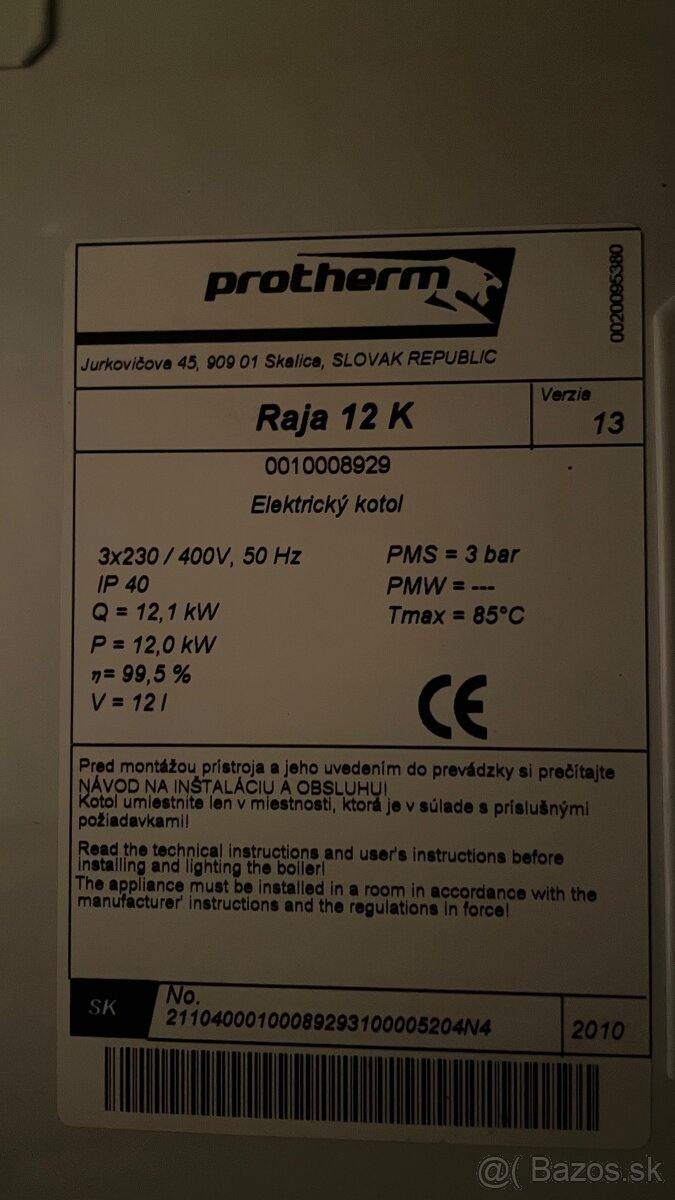 protherm
0020095380
Jurkovičova 45, 909 01 Skalica, SLOVAK REPUBLIC
Raja 12 K
Verzia
13
0010008929
Elektrický kotol
3x230 / 400V, 50 Hz
PMS = 3 bar
IP 40
PMW = ---
Q = 12,1 kW
Tmax = 85°C
P = 12,0 kW
η= 99,5 %
V = 12 l
CE
Pred montážou prístroja a jeho uvedením do prevádzky si prečítajte
NÁVOD NA INŠTALÁCIU A OBSLUHU!
Kotol umiestnite len v miestnosti, ktorá je v súlade s príslušnými
požiadavkami!
Read the technical instructions and user's instructions before
installing and lighting the boiler!
The appliance must be installed in a room in accordance with the
manufacturer' instructions and the regulations in force!
SK
No.
21104000100089293100005204N4
2010
@( Bazos.sk